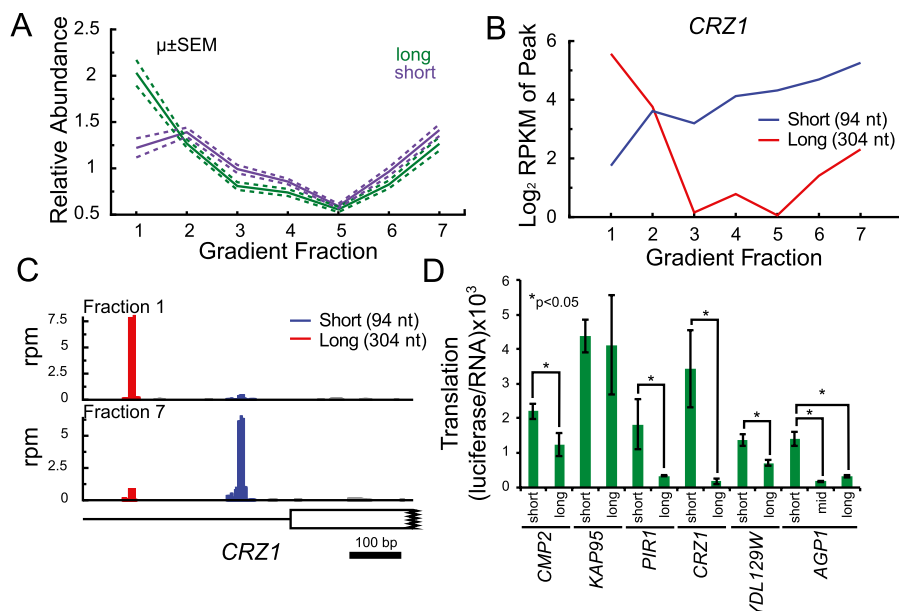 A
μ±SEM
long
short
Relative Abundance
2.5
2
1.5
1
0.5
1 2 3 4 5 6 7
Gradient Fraction
B
CRZ1
Log₂ RPKM of Peak
6
4
2
0
Short (94 nt)
Long (304 nt)
1 2 3 4 5 6 7
Gradient Fraction
C
Fraction 1
7.5
5
2.5
0
rpm
Short (94 nt)
Long (304 nt)
Fraction 7
5
2.5
0
rpm
CRZ1
100 bp
D
Translation
(luciferase/RNA)x10³
6
5
4
3
2
1
0
*p<0.05
* * * * * *
short long short long short long short long short long short mid long
CMP2 KAP95 PIR1 CRZ1 YDL129W AGP1